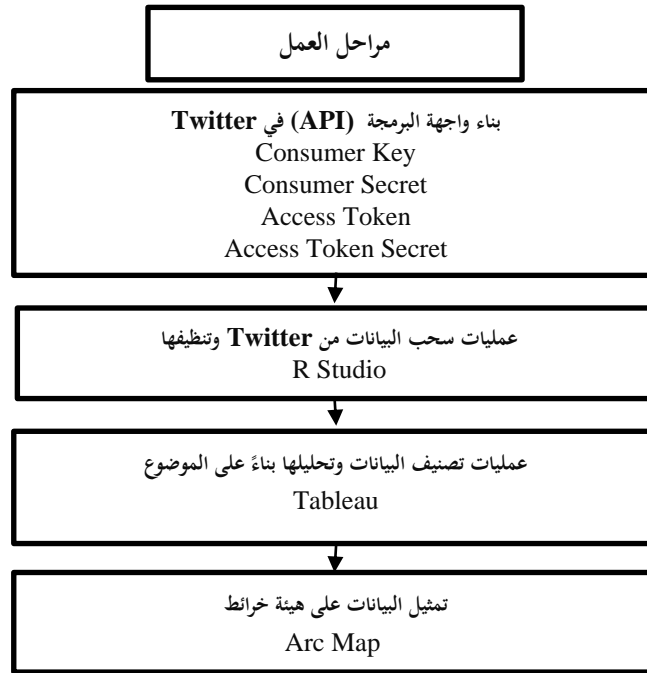 مراحل العمل
بناء واجهة البرمجة (API) في Twitter
Consumer Key
Consumer Secret
Access Token
Access Token Secret
عمليات سحب البيانات من Twitter وتنظيفها
R Studio
عمليات تصنيف البيانات وتحليلها بناءً على الموضوع
Tableau
تمثيل البيانات على هيئة خرائط
Arc Map